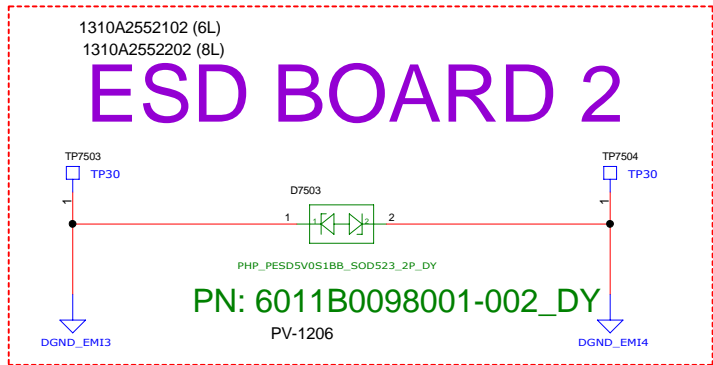 1310A2552102 (6L)
1310A2552202 (8L)
ESD BOARD 2
TP7503
TP30
1
TP7504
TP30
1
D7503
1
1
2
2
PHP_PESD5V0S1BB_SOD523_2P_DY
PN: 6011B0098001-002_DY
PV-1206
DGND_EMI3
DGND_EMI4